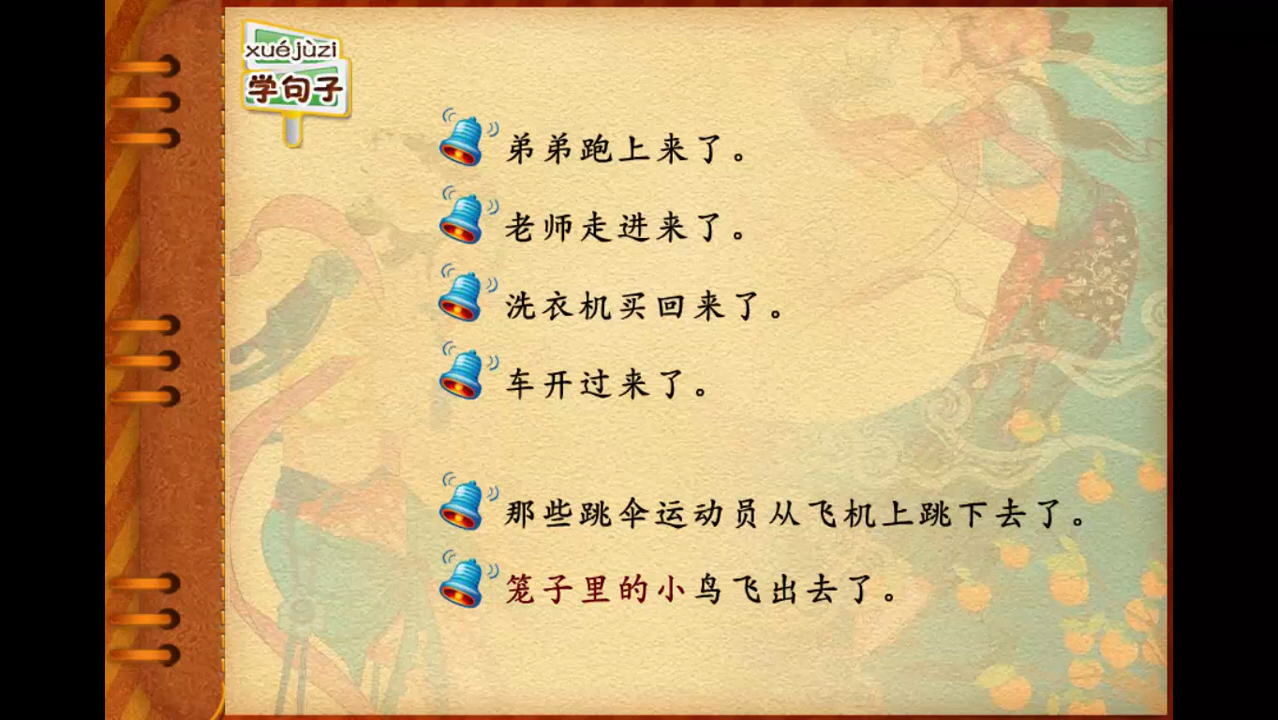 xuéjùzi
学句子
弟弟跑上来了。
老师走进来了。
洗衣机买回来了。
车开过来了。
那些跳伞运动员从飞机上跳下去了。
笼子里的小鸟飞出去了。